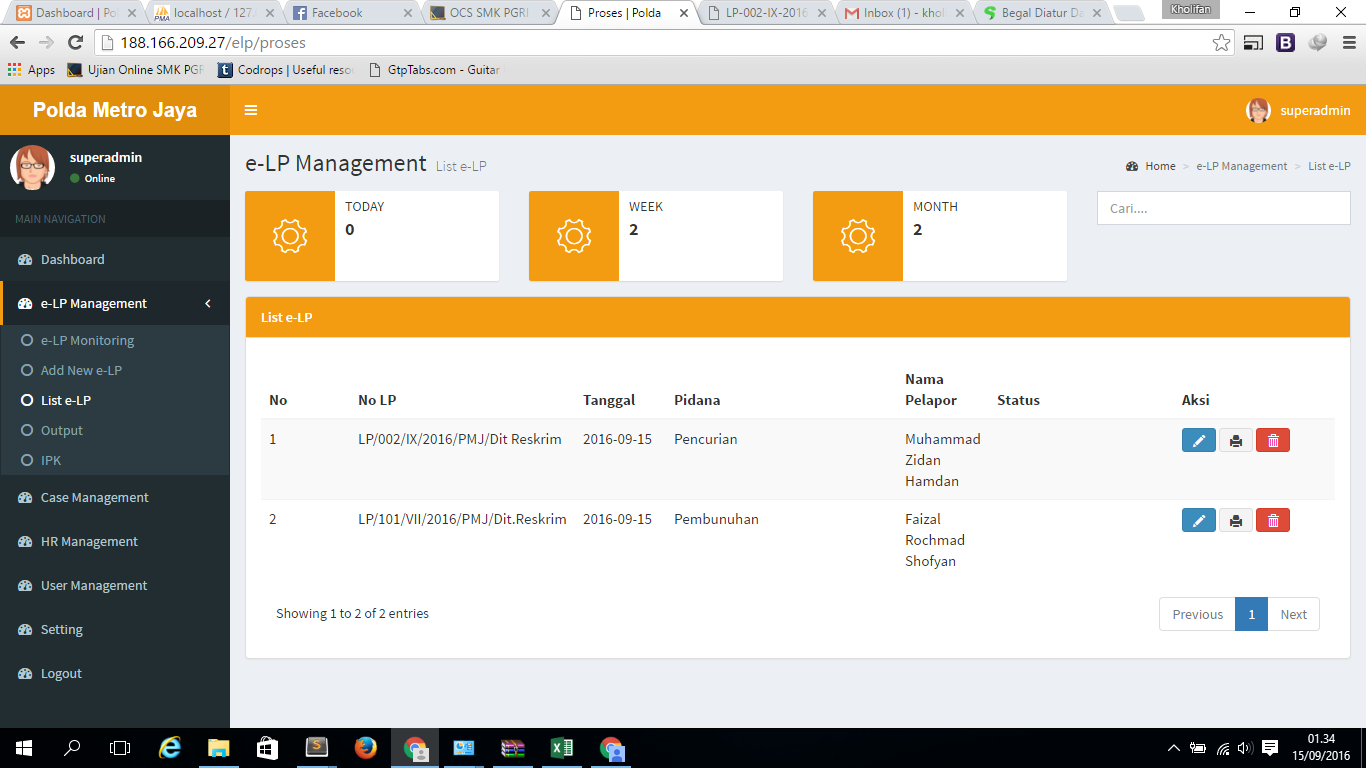 Dashboard | Pol
localhost / 127.
Facebook
OCS SMK PGRI
Proses | Polda
LP-002-IX-2016
Inbox (1) - khol
Begal Diatur Da
Kholifan
188.166.209.27/elp/proses
Apps
Ujian Online SMK PGR
Codrops | Useful reso
GtpTabs.com - Guitar
Polda Metro Jaya
superadmin
superadmin
Online
MAIN NAVIGATION
Dashboard
e-LP Management
e-LP Monitoring
Add New e-LP
List e-LP
Output
IPK
Case Management
HR Management
User Management
Setting
Logout
e-LP Management List e-LP
Home > e-LP Management > List e-LP
TODAY
0
WEEK
2
MONTH
2
Cari....
List e-LP
No No LP Tanggal Pidana Nama Pelapor Status Aksi
1 LP/002/IX/2016/PMJ/Dit Reskrim 2016-09-15 Pencurian Muhammad
Zidan
Hamdan
2 LP/101/VII/2016/PMJ/Dit.Reskrim 2016-09-15 Pembunuhan Faizal
Rochmad
Shofyan
Showing 1 to 2 of 2 entries
Previous 1 Next
01.34
15/09/2016